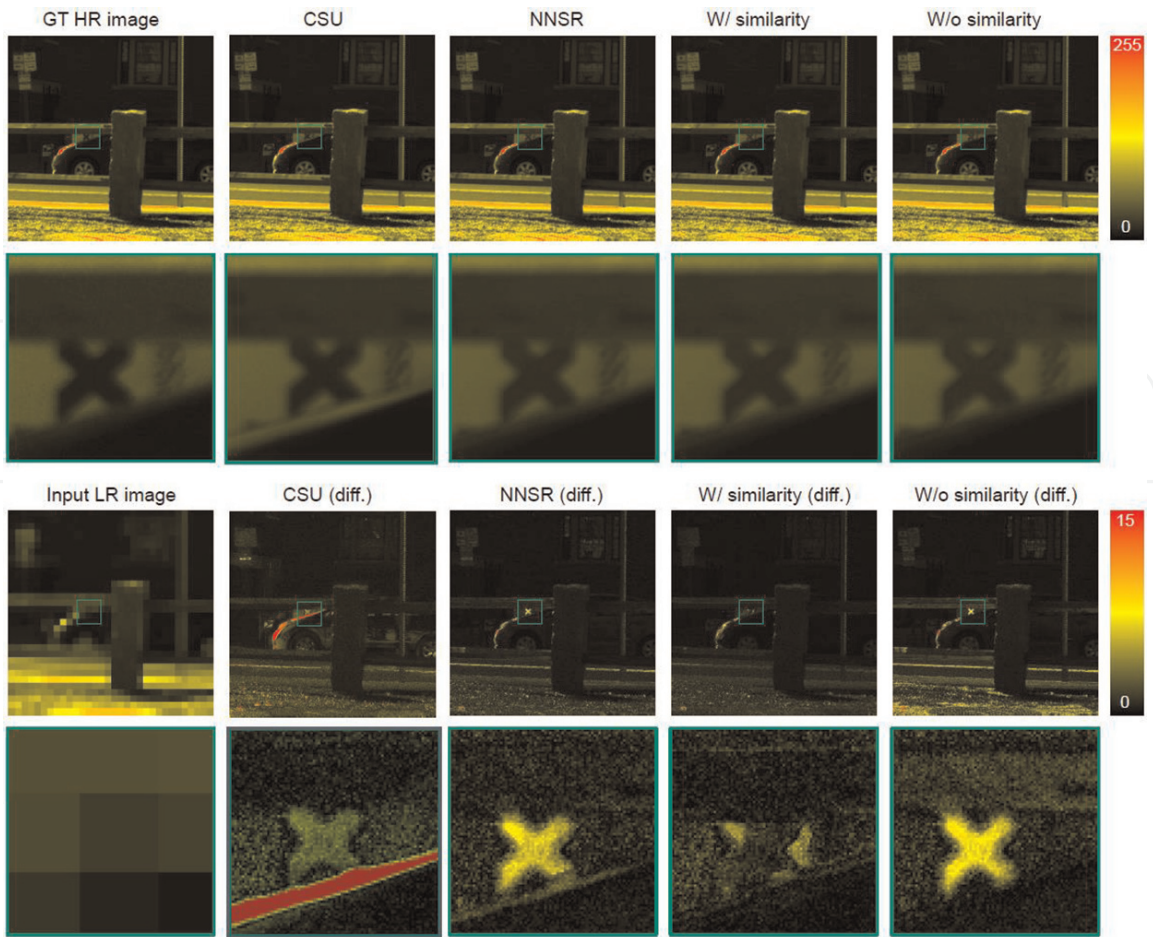 GT HR image CSU NNSR W/ similarity W/o similarity
255
0
Input LR image CSU (diff.) NNSR (diff.) W/ similarity (diff.) W/o similarity (diff.)
15
0